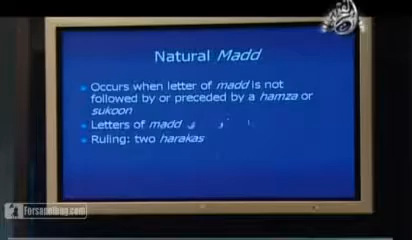 Natural Madd
Occurs when letter of madd is not
followed by or preceded by a hamza or
sukoon
Letters of madd
Ruling: two harakas
Forsanelhaq.com